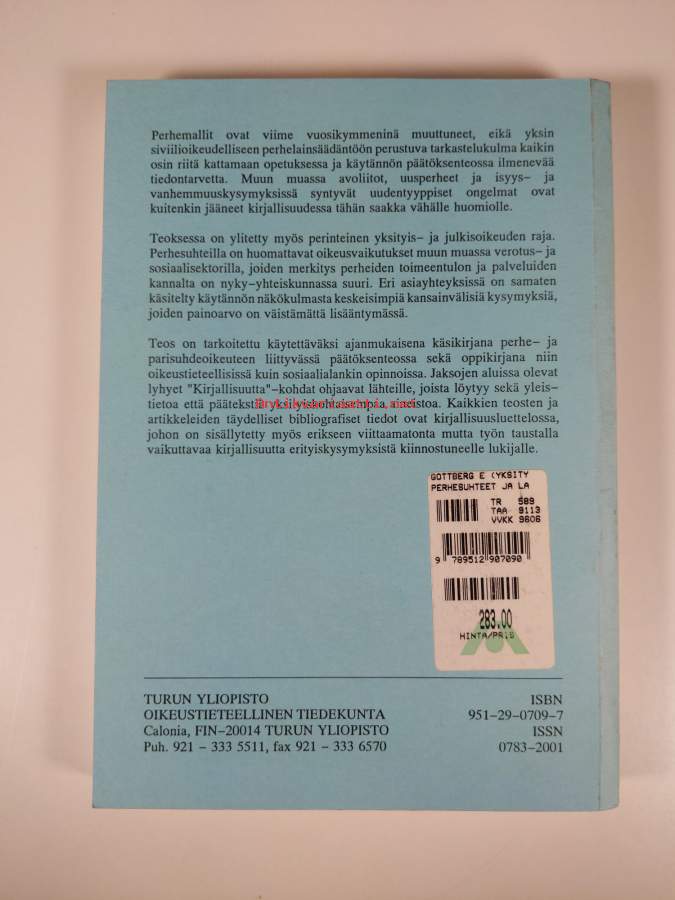 Perhemallit ovat viime vuosikymmeninä muuttuneet, eikä yksin
siviilioikeudelliseen perhelainsäädäntöön perustuva tarkastelukulma kaikin
osin riitä kattamaan opetuksessa ja käytännön päätöksenteossa ilmenevää
tiedontarvetta. Muun muassa avoliitot, uusperheet ja isyys- ja
vanhemmuuskysymyksissä syntyvät uudentyyppiset ongelmat ovat
kuitenkin jääneet kirjallisuudessa tähän saakka vähälle huomiolle.
Teoksessa on ylitetty myös perinteinen yksityis- ja julkisoikeuden raja.
Perhesuhteilla on huomattavat oikeusvaikutukset muun muassa verotus- ja
sosiaalisektorilla, joiden merkitys perheiden toimeentulon ja palveluiden
kannalta on nyky-yhteiskunnassa suuri. Eri asiayhteyksissä on samaten
käsitelty käytännön näkökulmasta keskeisimpiä kansainvälisiä kysymyksiä,
joiden painoarvo on väistämättä lisääntymässä.
Teos on tarkoitettu käytettäväksi ajanmukaisena käsikirjana perhe- ja
parisuhdeoikeuteen liittyvässä päätöksenteossa sekä oppikirjana niin
oikeustieteellisissä kuin sosiaalialankin opinnoissa. Jaksojen aluissa olevat
lyhyet "Kirjallisuutta"-kohdat ohjaavat lähteille, joista löytyy sekä yleis-
tietoa että päätekstiä yksityiskohtaisempia aineistoa. Kaikkien teosten ja
artikkeleiden täydelliset bibliografiset tiedot ovat kirjallisuusluettelossa,
johon on sisällytetty myös erikseen viittaamatonta mutta työn taustalla
vaikuttavaa kirjallisuutta erityiskysymyksistä kiinnostuneelle lukijalle.
GOTTBERG E (YKSITY
PERHESUHTEET JA LA
TR 589
TAA 9113
VVKK 9606
9 789512 907090
283.00
HINTA/PRIS
TURUN YLIOPISTO
OIKEUSTIETEELLINEN TIEDEKUNTA
Calonia, FIN-20014 TURUN YLIOPISTO
Puh. 921 - 333 5511, fax 921 - 333 6570
ISBN
951-29-0709-7
ISSN
0783-2001